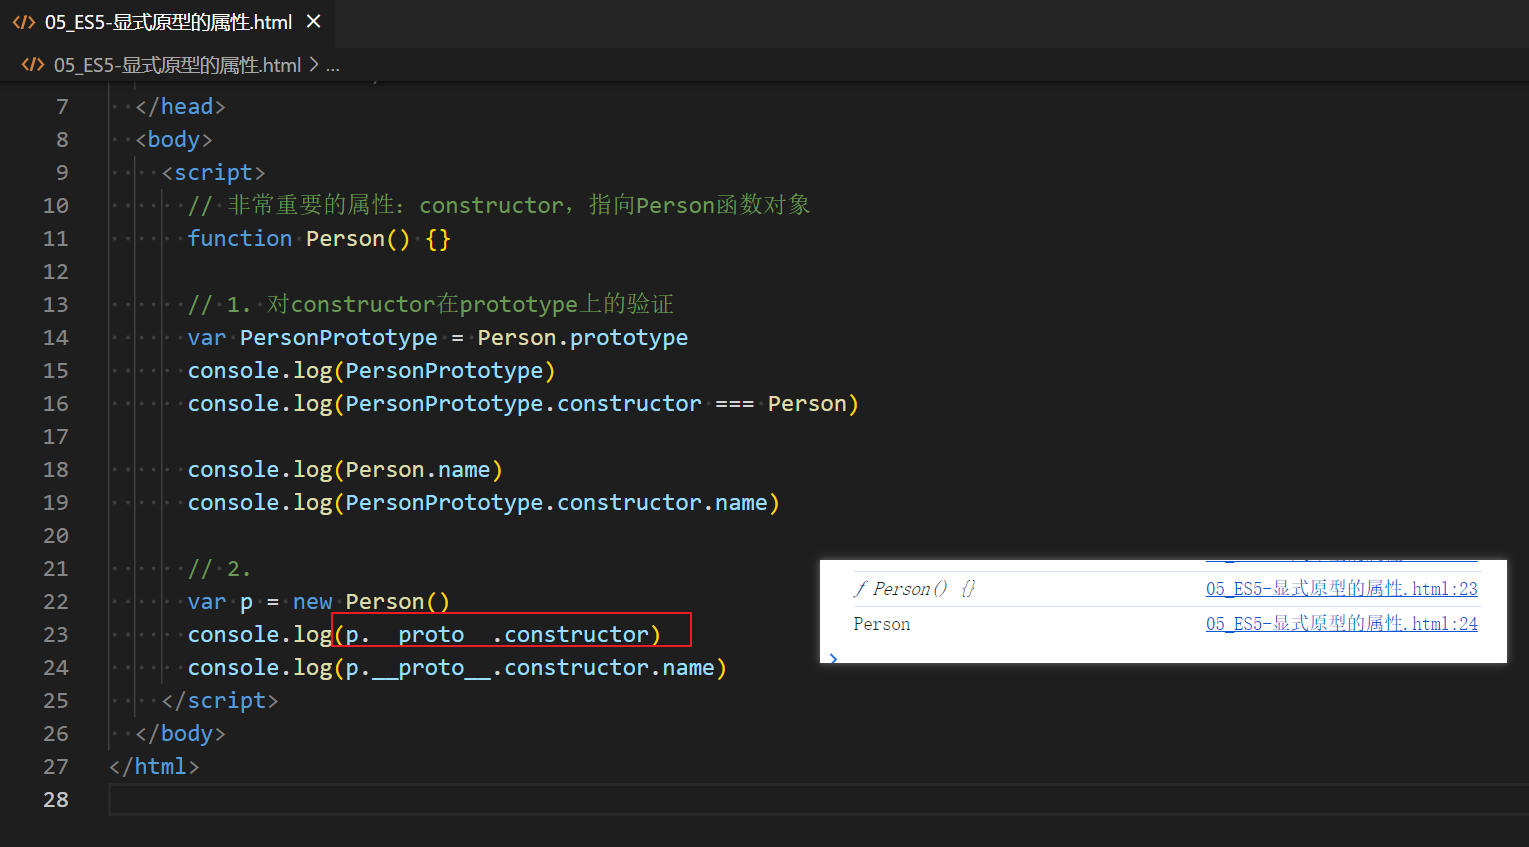 05_ES5-显式原型的属性.html
05_ES5-显式原型的属性.html > ...
7 </head>
8 <body>
9 <script>
10 // 非常重要的属性：constructor，指向Person函数对象
11 function Person() {}
12
13 // 1. 对constructor在prototype上的验证
14 var PersonPrototype = Person.prototype
15 console.log(PersonPrototype)
16 console.log(PersonPrototype.constructor === Person)
17
18 console.log(Person.name)
19 console.log(PersonPrototype.constructor.name)
20
21 // 2.
22 var p = new Person()
23 console.log(p.__proto__.constructor)
24 console.log(p.__proto__.constructor.name)
25 </script>
26 </body>
27 </html>
28
ƒ Person() {} 05_ES5-显式原型的属性.html:23
Person 05_ES5-显式原型的属性.html:24